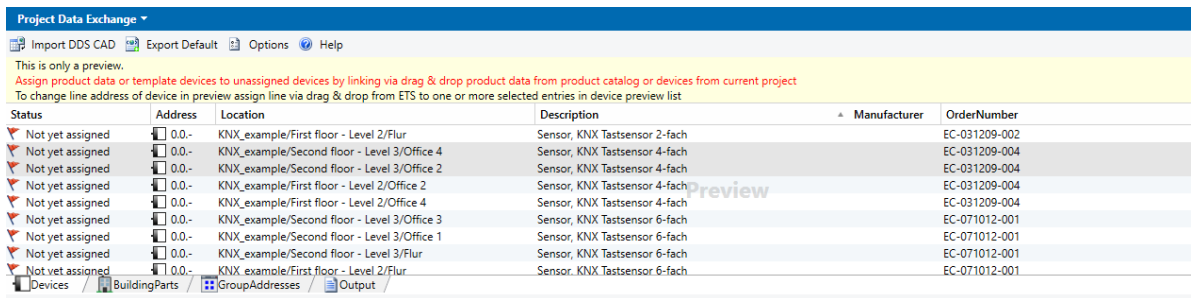 Project Data Exchange
Import DDS CAD Export Default Options Help
This is only a preview.
Assign product data or template devices to unassigned devices by linking via drag & drop product data from product catalog or devices from current project
To change line address of device in preview assign line via drag & drop from ETS to one or more selected entries in device preview list
Status Address Location Description Manufacturer OrderNumber
Not yet assigned 0.0.- KNX_example/First floor - Level 2/Flur Sensor, KNX Tastsensor 2-fach EC-031209-002
Not yet assigned 0.0.- KNX_example/Second floor - Level 3/Office 4 Sensor, KNX Tastsensor 4-fach EC-031209-004
Not yet assigned 0.0.- KNX_example/Second floor - Level 3/Office 2 Sensor, KNX Tastsensor 4-fach EC-031209-004
Not yet assigned 0.0.- KNX_example/First floor - Level 2/Office 2 Sensor, KNX Tastsensor 4-fach EC-031209-004
Preview
Not yet assigned 0.0.- KNX_example/First floor - Level 2/Office 4 Sensor, KNX Tastsensor 4-fach EC-031209-004
Not yet assigned 0.0.- KNX_example/Second floor - Level 3/Office 3 Sensor, KNX Tastsensor 6-fach EC-071012-001
Not yet assigned 0.0.- KNX_example/Second floor - Level 3/Office 1 Sensor, KNX Tastsensor 6-fach EC-071012-001
Not yet assigned 0.0.- KNX_example/Second floor - Level 3/Flur Sensor, KNX Tastsensor 6-fach EC-071012-001
Not yet assigned 0.0.- KNX_example/First floor - Level 2/Flur Sensor, KNX Tastsensor 6-fach EC-071012-001
Devices BuildingParts GroupAddresses Output